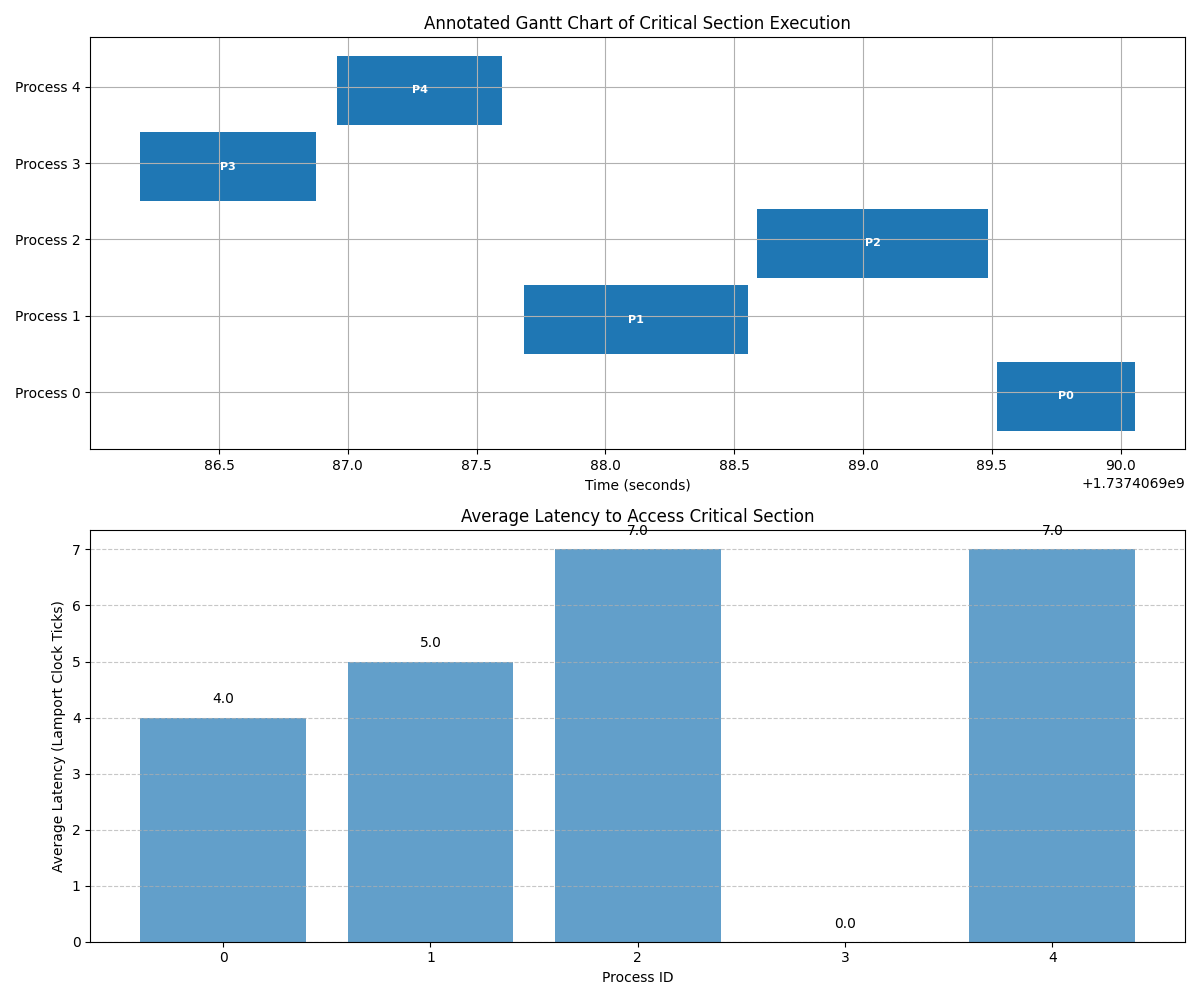 Annotated Gantt Chart of Critical Section Execution
Process 4
P4
Process 3
P3
Process 2
P2
Process 1
P1
Process 0
P0
86.5 87.0 87.5 88.0 88.5 89.0 89.5 90.0
Time (seconds)
+1.7374069e9
Average Latency to Access Critical Section
Average Latency (Lamport Clock Ticks)
7
6
5
4
3
2
1
0
4.0
5.0
7.0
0.0
7.0
0 1 2 3 4
Process ID